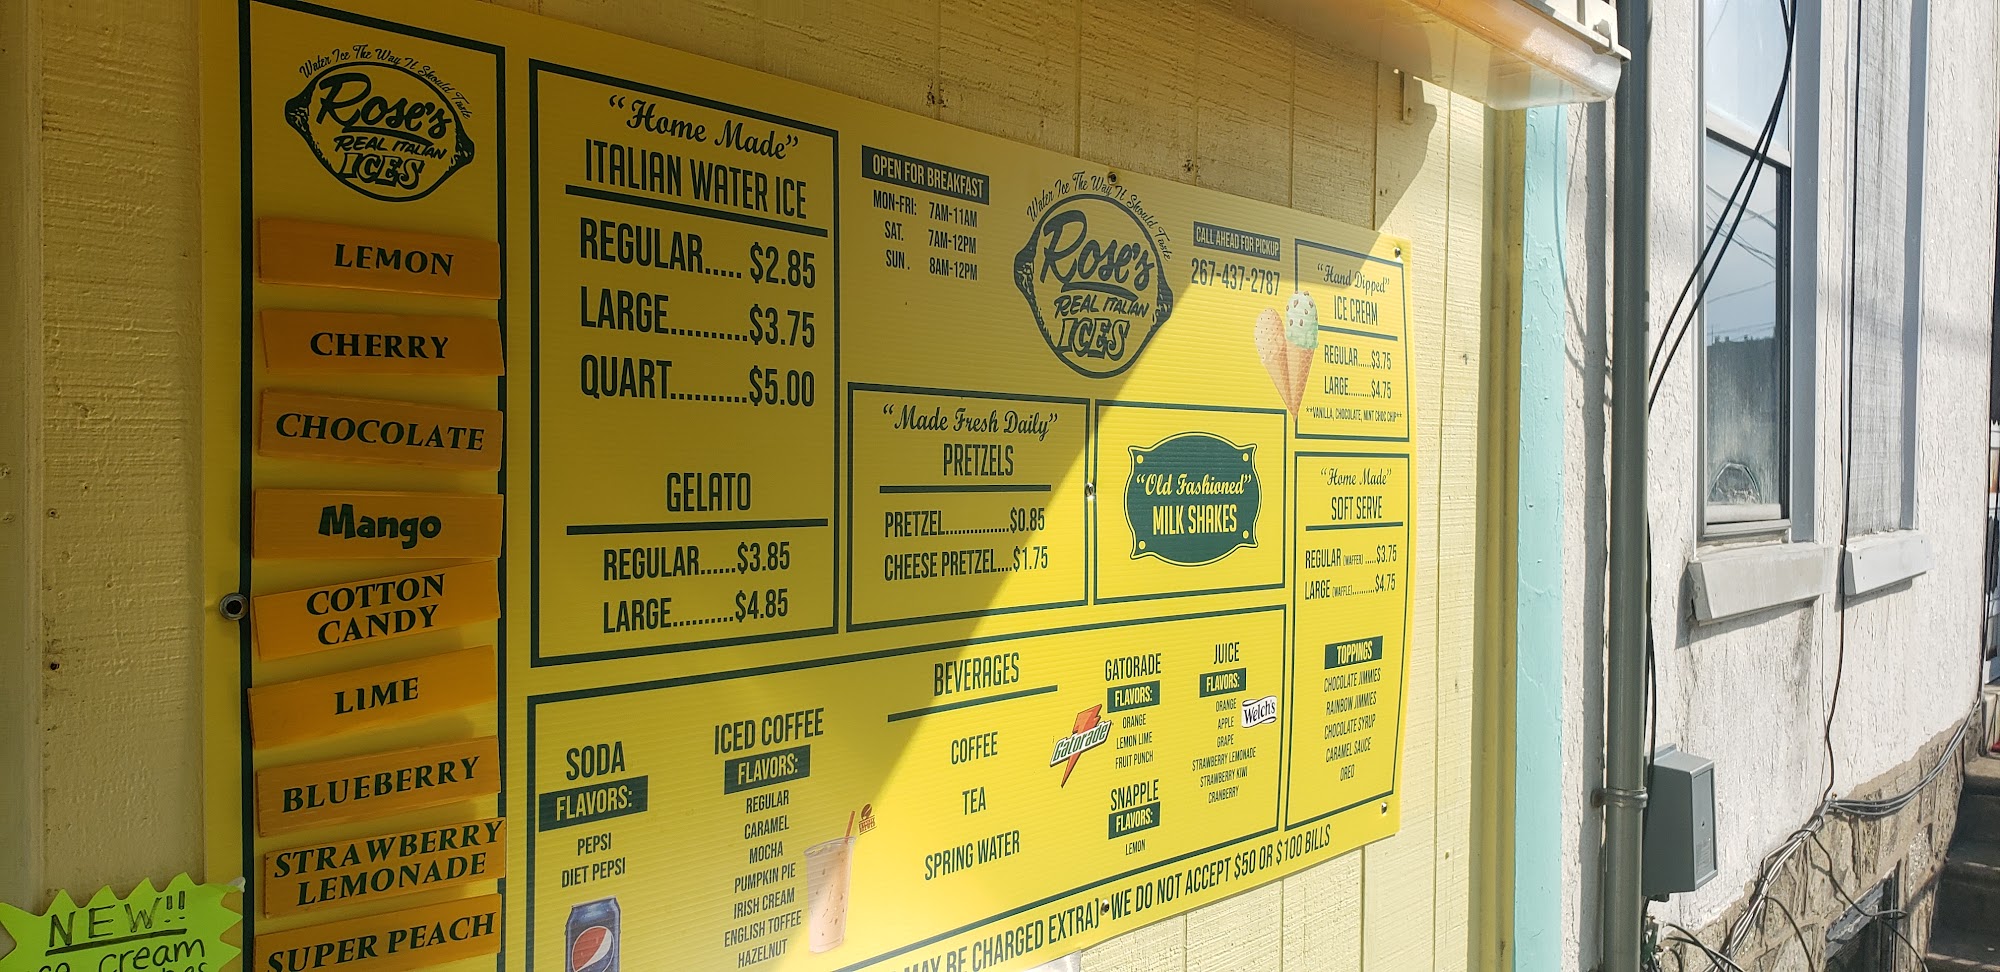 Water Ice The Way It Should Taste
Rose's
REAL ITALIAN
ICES
LEMON
CHERRY
CHOCOLATE
Mango
COTTON
CANDY
LIME
BLUEBERRY
STRAWBERRY
LEMONADE
SUPER PEACH
NEW!!
cream
"Home Made"
ITALIAN WATER ICE
REGULAR..... $2.85
LARGE..........$3.75
QUART..........$5.00
GELATO
REGULAR......$3.85
LARGE..........$4.85
OPEN FOR BREAKFAST
MON-FRI: 7AM-11AM
SAT. 7AM-12PM
SUN. 8AM-12PM
Water Ice The Way It Should Taste
Rose's
REAL ITALIAN
ICES
CALL AHEAD FOR PICKUP
267-437-2787
"Made Fresh Daily"
PRETZELS
PRETZEL..............$0.85
CHEESE PRETZEL....$1.75
"Old Fashioned"
MILK SHAKES
"Hand Dipped"
ICE CREAM
REGULAR......$3.75
LARGE..........$4.75
**VANILLA, CHOCOLATE, MINT CHOC CHIP**
"Home Made"
SOFT SERVE
REGULAR (WAFFER) .....$3.75
LARGE (WAFFLE)..........$4.75
TOPPINGS
CHOCOLATE JIMMIES
RAINBOW JIMMIES
CHOCOLATE SYRUP
CARAMEL SAUCE
OREO
BEVERAGES
SODA
FLAVORS:
PEPSI
DIET PEPSI
ICED COFFEE
FLAVORS:
REGULAR
CARAMEL
MOCHA
PUMPKIN PIE
IRISH CREAM
ENGLISH TOFFEE
HAZELNUT
COFFEE
TEA
SPRING WATER
Gatorade
GATORADE
FLAVORS:
ORANGE
LEMON LIME
FRUIT PUNCH
SNAPPLE
FLAVORS:
LEMON
JUICE
FLAVORS:
Welch's
ORANGE
APPLE
GRAPE
STRAWBERRY LEMONADE
STRAWBERRY KIWI
CRANBERRY
MAY BE CHARGED EXTRA]•WE DO NOT ACCEPT $50 OR $100 BILLS